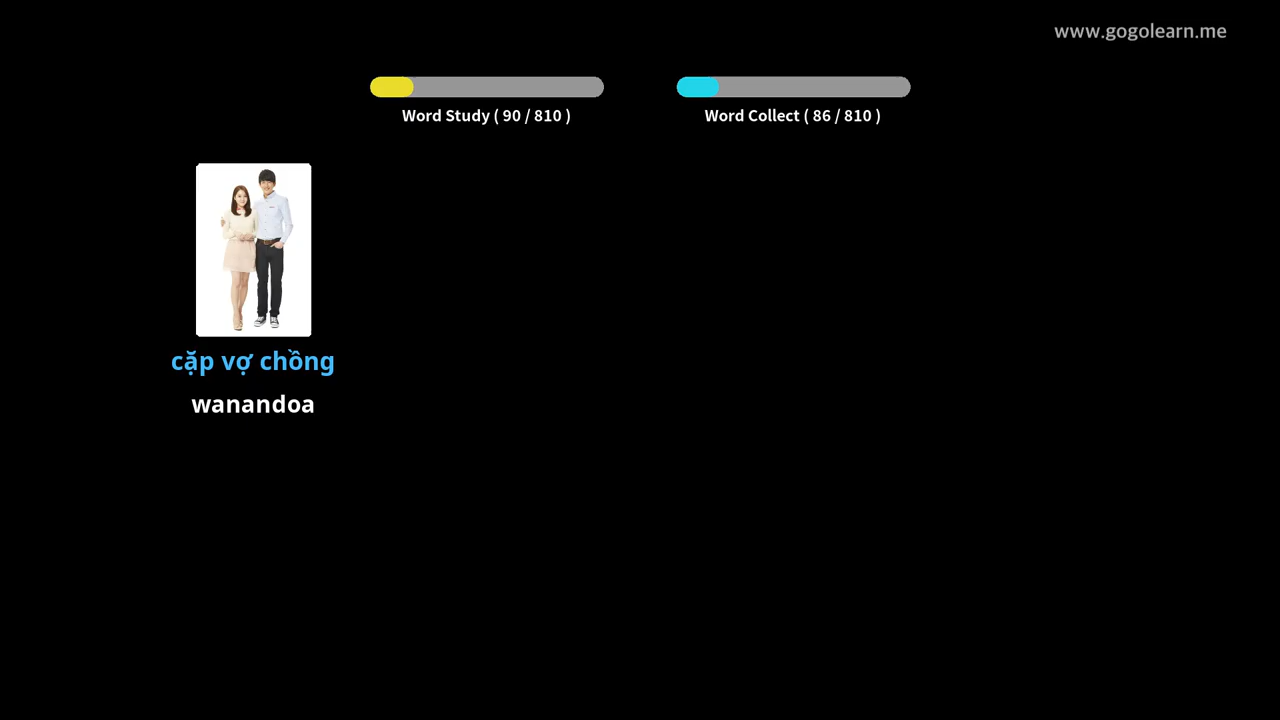 www.gogolearn.me
Word Study ( 90 / 810 )
Word Collect ( 86 / 810 )
cặp vợ chồng
wanandoa